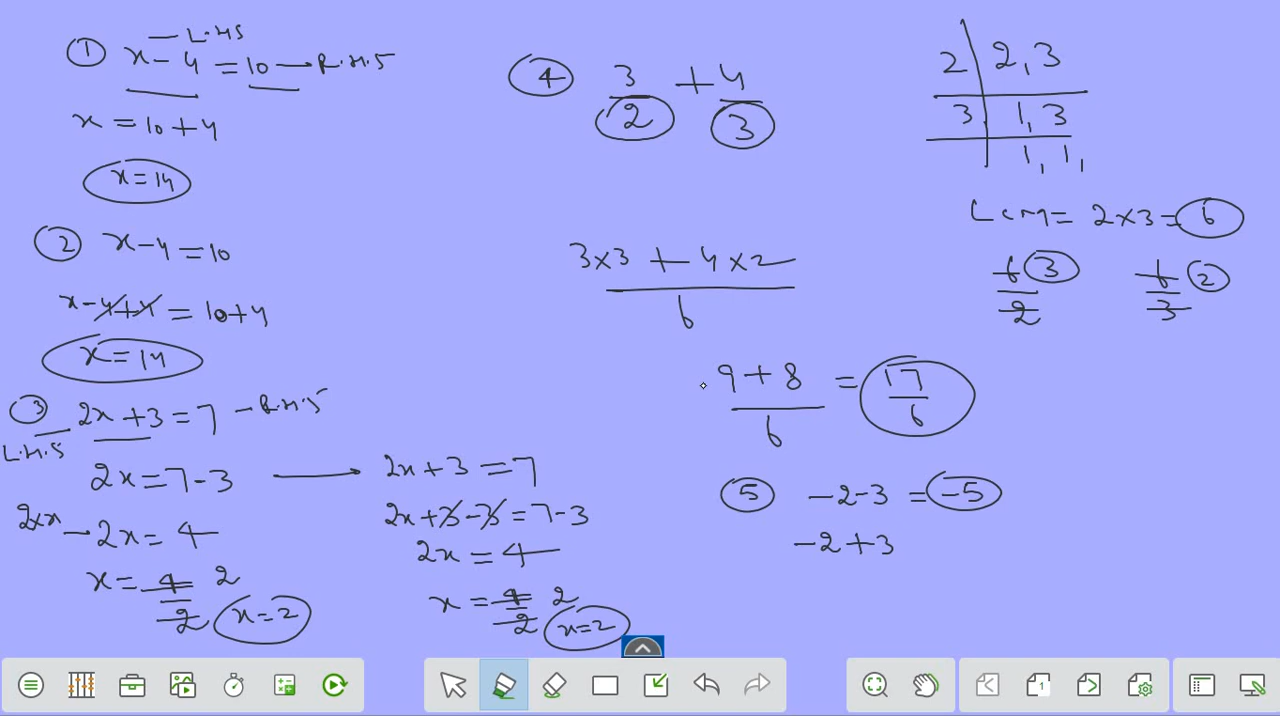 ① x - 4 = 10 — R.H.S
— L.H.S
x = 10 + 4
x = 14
② x - 4 = 10
x - 4 + 4 = 10 + 4
x = 14
③ 2x + 3 = 7 — R.H.S
L.H.S
2x = 7 - 3
2xx — 2x = 4
x = 4/2 2
x = 2
2x + 3 = 7
2x + 3 - 3 = 7 - 3
2x = 4
x = 4/2 2
x = 2
④ 3/2 + 4/3
2 | 2, 3
3 | 1, 3
1, 1,
Lcm = 2 × 3 = 6
6/2 3
6/3 2
3×3 + 4×2 / 6
9 + 8 / 6 = 17/6
⑤ -2 - 3 = -5
-2 + 3
1